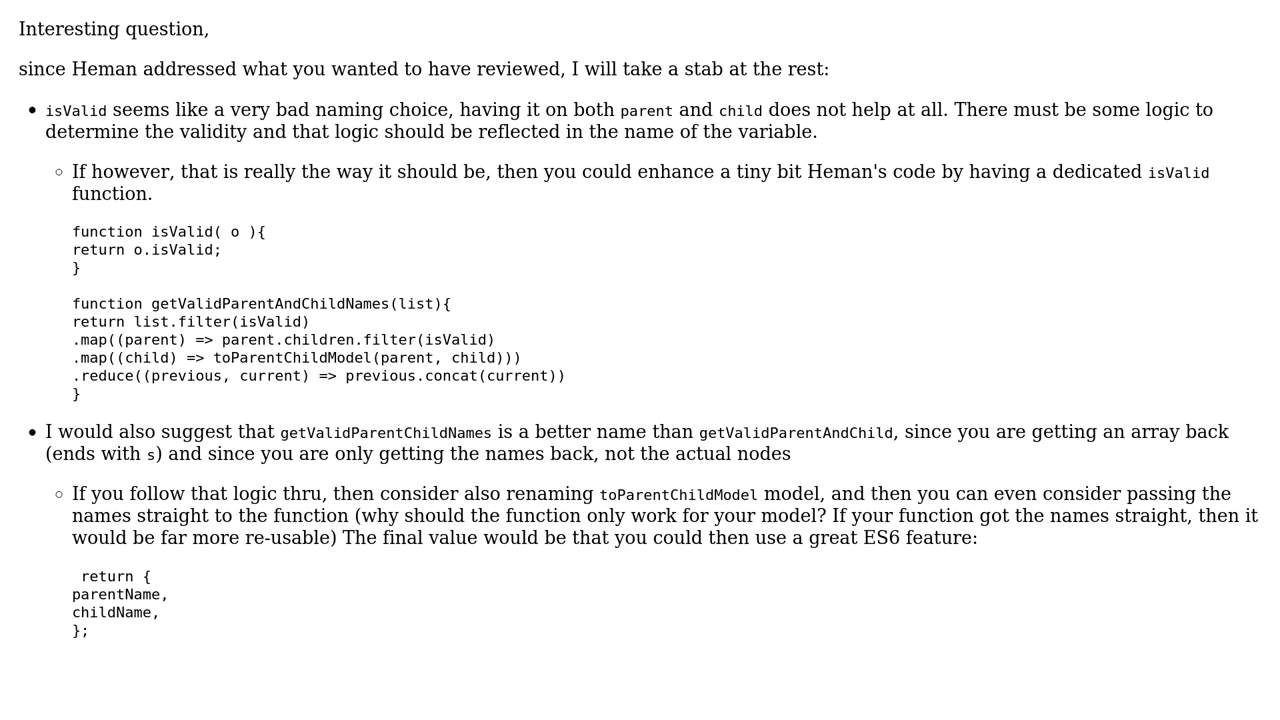 Interesting question,
since Heman addressed what you wanted to have reviewed, I will take a stab at the rest:
isValid seems like a very bad naming choice, having it on both parent and child does not help at all. There must be some logic to
determine the validity and that logic should be reflected in the name of the variable.
If however, that is really the way it should be, then you could enhance a tiny bit Heman's code by having a dedicated isValid
function.
function isValid( o ){
return o.isValid;
}
function getValidParentAndChildNames(list){
return list.filter(isValid)
.map((parent) => parent.children.filter(isValid)
.map((child) => toParentChildModel(parent, child)))
.reduce((previous, current) => previous.concat(current))
}
I would also suggest that getValidParentChildNames is a better name than getValidParentAndChild, since you are getting an array back
(ends with s) and since you are only getting the names back, not the actual nodes
If you follow that logic thru, then consider also renaming toParentChildModel model, and then you can even consider passing the
names straight to the function (why should the function only work for your model? If your function got the names straight, then it
would be far more re-usable) The final value would be that you could then use a great ES6 feature:
return {
parentName,
childName,
};